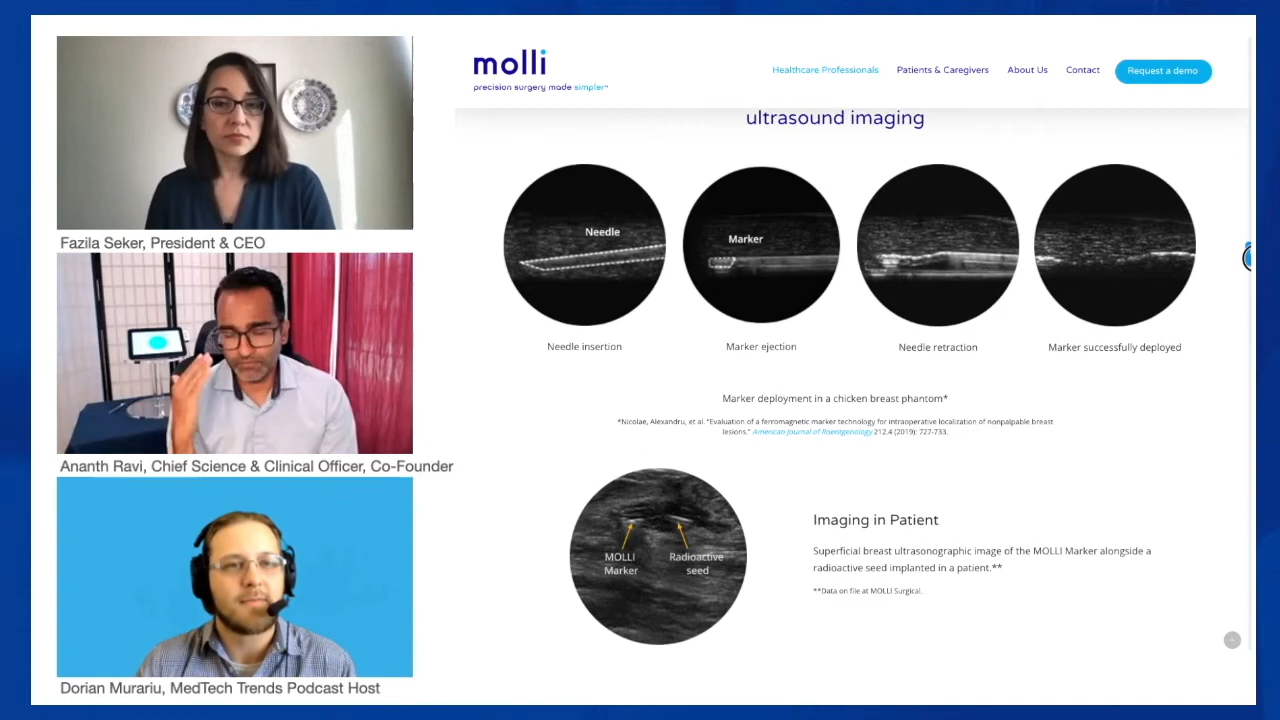 Fazila Seker, President & CEO
Ananth Ravi, Chief Science & Clinical Officer, Co-Founder
Dorian Murariu, MedTech Trends Podcast Host
molli
precision surgery made simpler™
Healthcare Professionals
Patients & Caregivers
About Us
Contact
Request a demo
ultrasound imaging
Needle
Marker
Needle insertion
Marker ejection
Needle retraction
Marker successfully deployed
Marker deployment in a chicken breast phantom*
*Nicolae, Alexandru, et al. "Evaluation of a ferromagnetic marker technology for intraoperative localization of nonpalpable breast
lesions." American Journal of Roentgenology 212.4 (2019): 727-733.
MOLLI
Marker
Radioactive
seed
Imaging in Patient
Superficial breast ultrasonographic image of the MOLLI Marker alongside a
radioactive seed implanted in a patient.**
**Data on file at MOLLI Surgical.